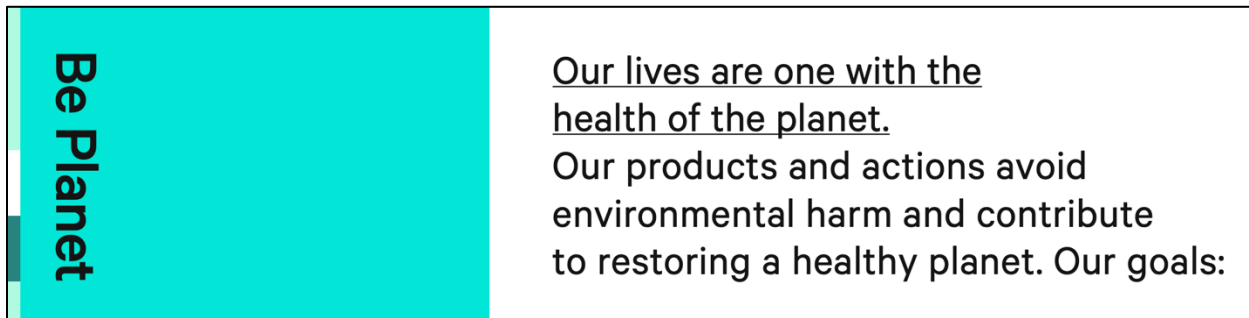 Be Planet
Our lives are one with the
health of the planet.
Our products and actions avoid
environmental harm and contribute
to restoring a healthy planet. Our goals: